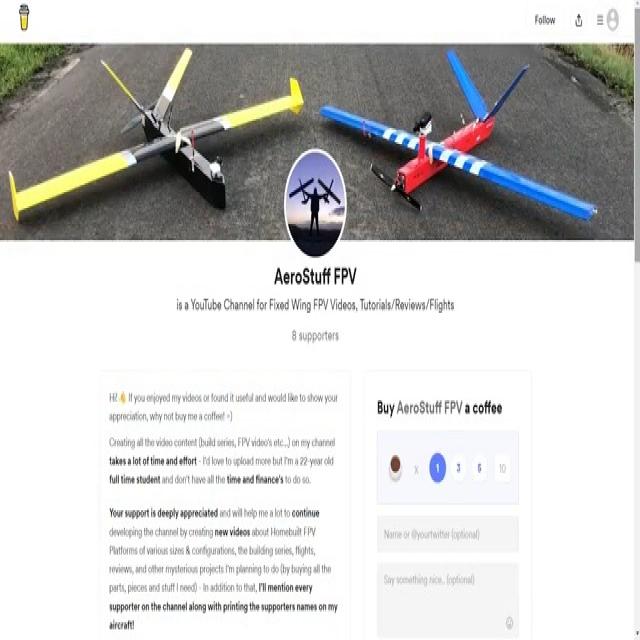 Follow
AeroStuff FPV
is a YouTube Channel for Fixed Wing FPV Videos, Tutorials/Reviews/Flights
8 supporters
Hi! 👋 If you enjoyed my videos or found it useful and would like to show your
appreciation, why not buy me a coffee! =)
Creating all the video content (build series, FPV video's etc...) on my channel
takes a lot of time and effort - I'd love to upload more but I'm a 22-year old
full time student and don't have all the time and finance's to do so.
Your support is deeply appreciated and will help me a lot to continue
developing the channel by creating new videos about Homebuilt FPV
Platforms of various sizes & configurations, the building series, flights,
reviews, and other mysterious projects I'm planning to do (by buying all the
parts, pieces and stuff I need) - In addition to that, I'll mention every
supporter on the channel along with printing the supporters names on my
aircraft!
Buy AeroStuff FPV a coffee
x 1 3 5 10
Name or @yourtwitter (optional)
Say something nice.. (optional)